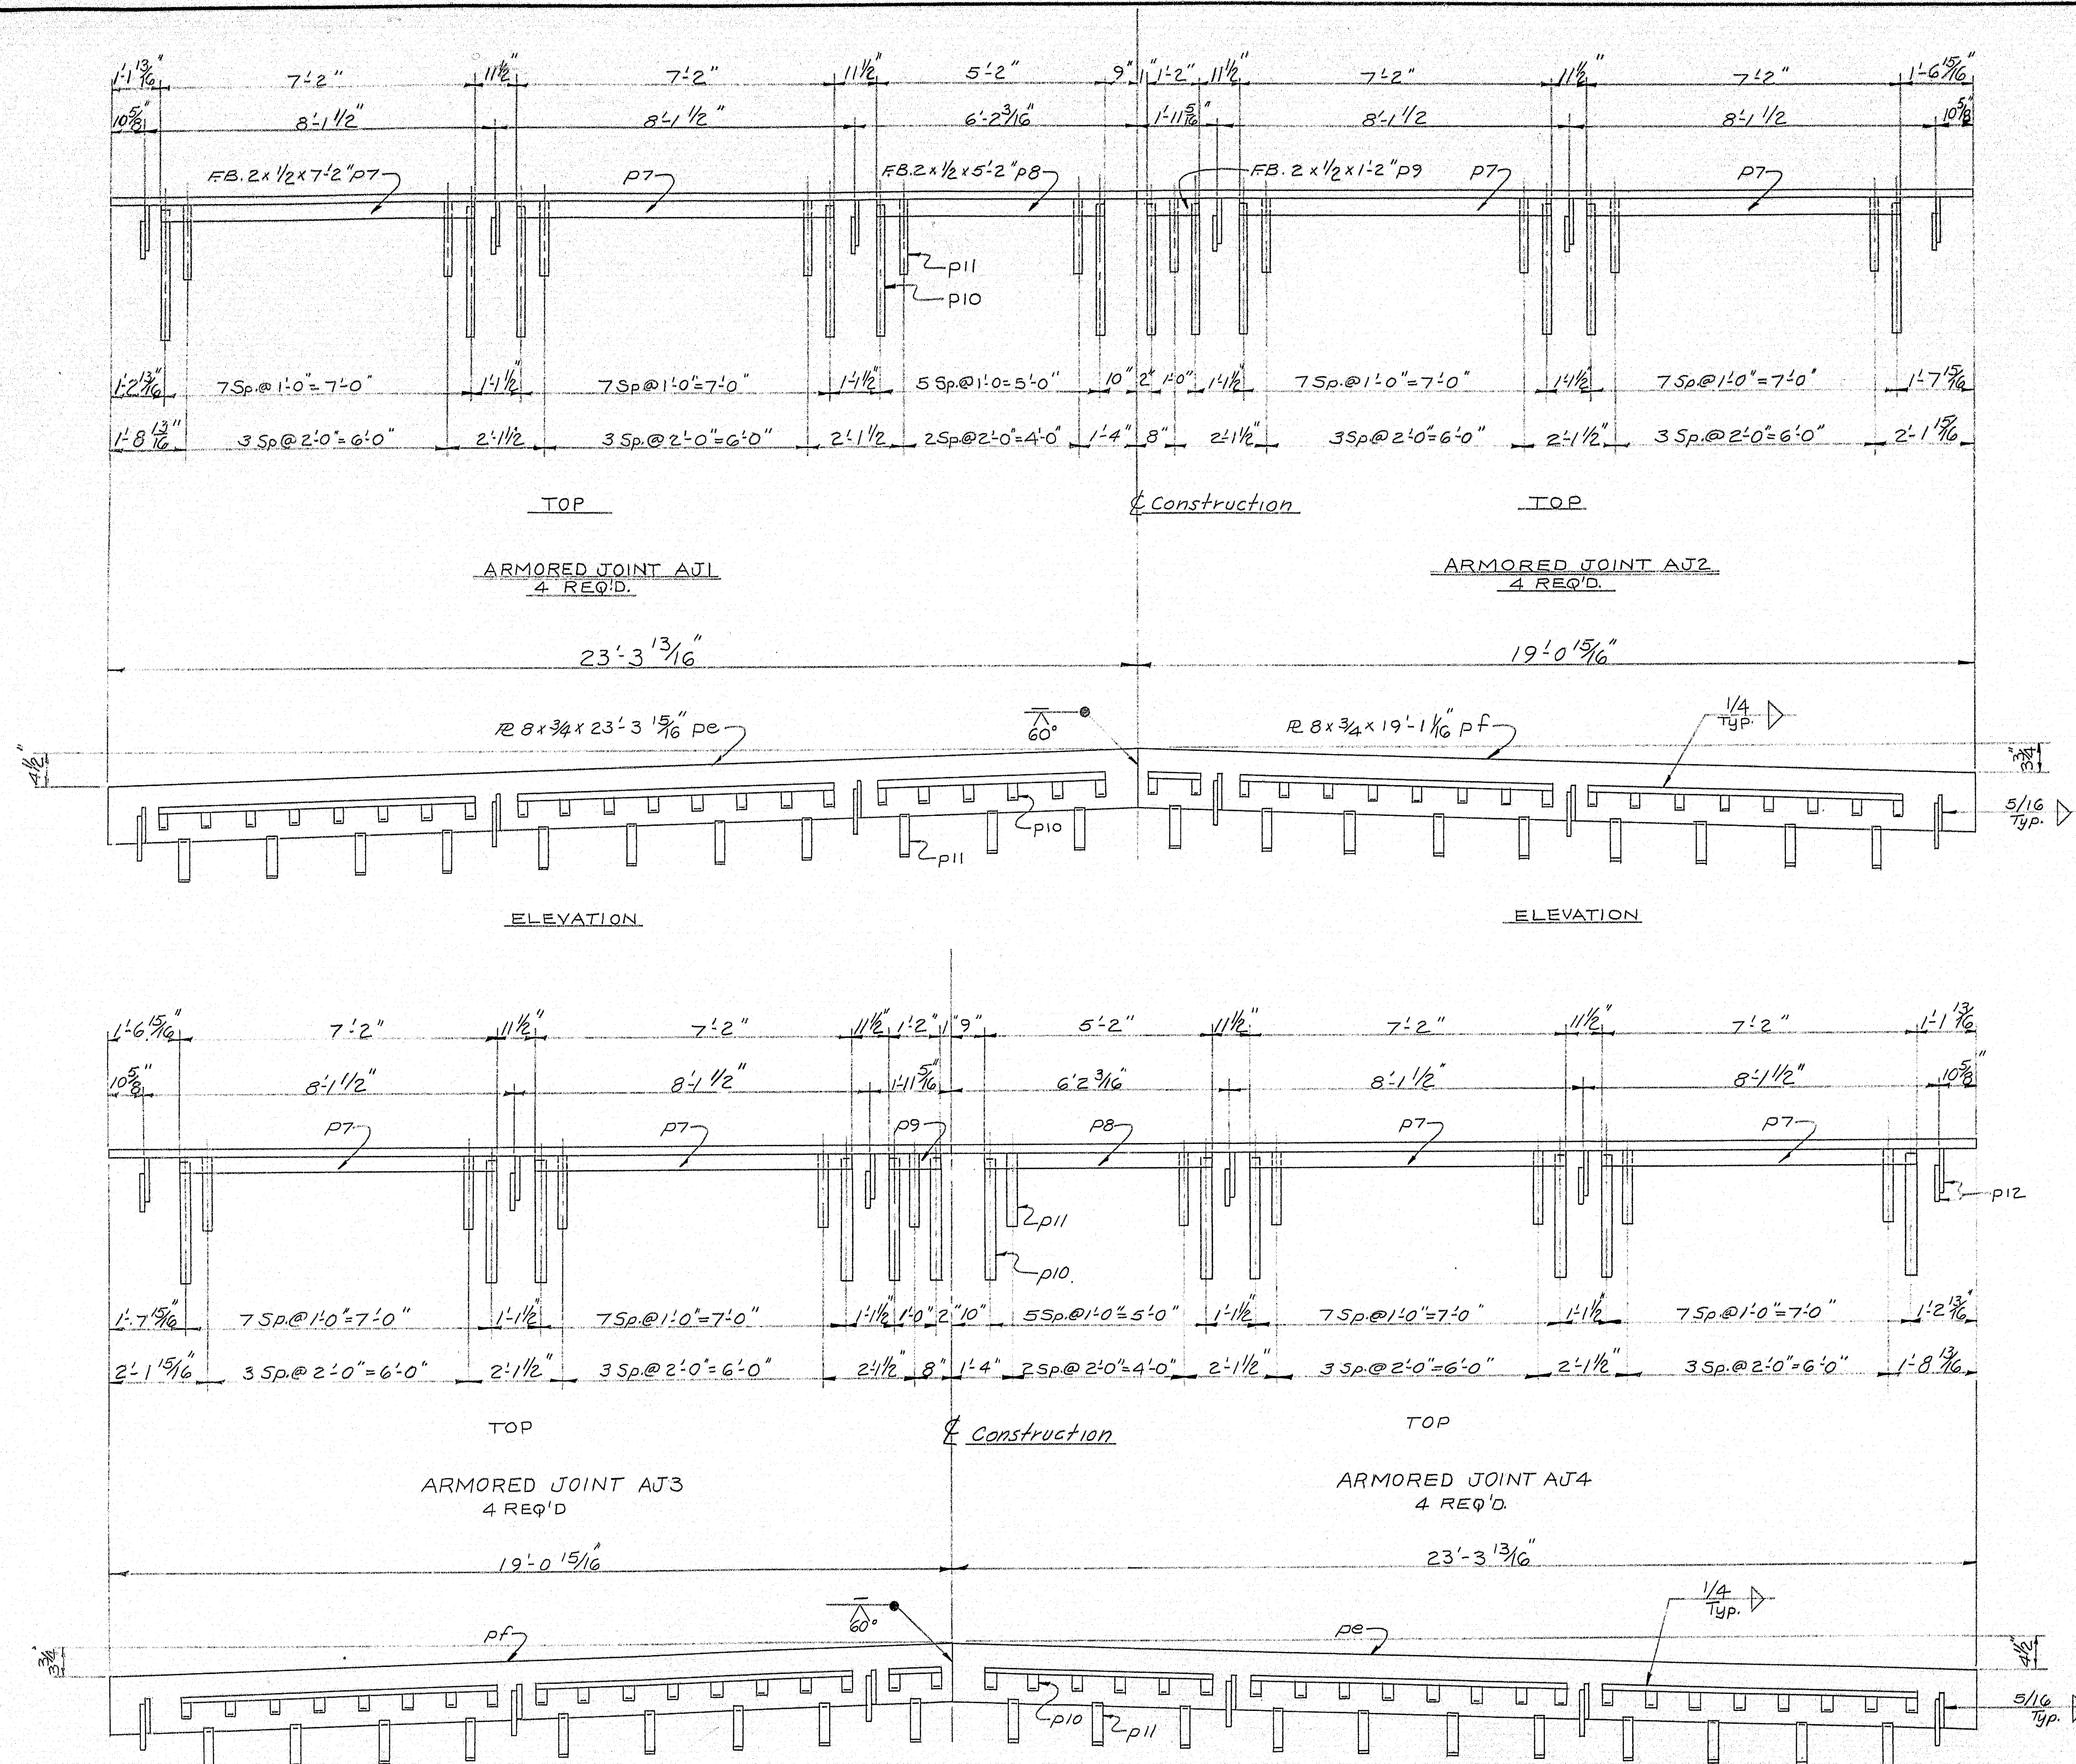 1'-1 13/16" 7'-2" 11 1/2" 7'-2" 11 1/2" 5'-2" 9" 1" 1'-2" 11 1/2" 7'-2" 11 1/2" 7'-2" 1'-6 15/16"
10 5/8" 8'-1 1/2" 8'-1 1/2" 6'-2 3/16" 1'-11 5/16" 8'-1 1/2 8'-1 1/2 10 5/8"
F.B. 2 x 1/2 x 7'-2" p7 p7 F.B. 2 x 1/2 x 5'-2" p8 F.B. 2 x 1/2 x 1'-2" p9 p7 p7
p11
p10
1'-2 13/16" 7 Sp.@ 1'-0" = 7'-0" 1'-1 1/2" 7 Sp @ 1'-0" = 7'-0" 1'-1 1/2" 5 Sp.@ 1'-0 = 5'-0" 10" 2" 1'-0" 1'-1 1/2" 7 Sp.@ 1'-0" = 7'-0" 1'-1 1/2" 7 Sp.@ 1'-0" = 7'-0" 1'-7 15/16"
1'-8 13/16" 3 Sp.@ 2'-0" = 6'-0" 2'-1 1/2 3 Sp.@ 2'-0" = 6'-0" 2'-1 1/2 2 Sp.@ 2'-0" = 4'-0" 1'-4" 8" 2'-1 1/2" 3 Sp.@ 2'-0" = 6'-0" 2'-1 1/2" 3 Sp.@ 2'-0" = 6'-0" 2'-1 15/16
TOP ℄ Construction TOP
ARMORED JOINT AJ1 ARMORED JOINT AJ2
4 REQ'D. 4 REQ'D.
23'-3 13/16" 19'-0 15/16"
4 1/2" ℞ 8 x 3/4 x 23'-3 15/16" pe 60° ℞ 8 x 3/4 x 19'-1 1/16" pf 1/4 Typ. 3 3/4"
5/16 Typ.
p10
p11
ELEVATION ELEVATION
1'-6 15/16" 7'-2" 11 1/2" 7'-2" 11 1/2" 1'-2" 1" 9" 5'-2" 11 1/2" 7'-2" 11 1/2" 7'-2" 1'-1 13/16
10 5/8" 8'-1 1/2" 8'-1 1/2" 1'-11 5/16" 6'2 3/16" 8'-1 1/2" 8'-1 1/2" 10 5/8"
p7 p7 p9 p8 p7 p7
p12
p11
p10.
1'-7 15/16" 7 Sp.@ 1'-0" = 7'-0" 1'-1 1/2" 7 Sp.@ 1'-0" = 7'-0" 1'-1 1/2" 1'-0" 2" 10" 5 Sp.@ 1'-0" = 5'-0" 1'-1 1/2" 7 Sp.@ 1'-0" = 7'-0" 1'-1 1/2" 7 Sp.@ 1'-0" = 7'-0" 1'-2 13/16"
2'-1 15/16" 3 Sp.@ 2'-0" = 6'-0" 2'-1 1/2" 3 Sp.@ 2'-0" = 6'-0" 2'-1 1/2" 8" 1'-4" 2 Sp.@ 2'-0" = 4'-0" 2'-1 1/2" 3 Sp.@ 2'-0" = 6'-0" 2'-1 1/2" 3 Sp.@ 2'-0" = 6'-0" 1'-8 13/16
TOP ℄ Construction TOP
ARMORED JOINT AJ3 ARMORED JOINT AJ4
4 REQ'D 4 REQ'D.
19'-0 15/16" 23'-3 13/16"
3 3/4" pf 60° pe 1/4 Typ. 4 1/2"
5/16 Typ.
p10 p11